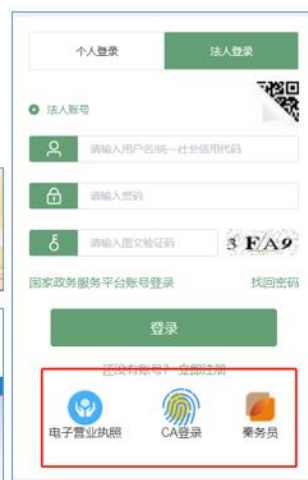 个人登录
法人登录
法人账号
请输入用户名/统一社会信用代码
请输入密码
请输入图文验证码
3 FA9
国家政务服务平台账号登录
找回密码
登录
还没有账号？ 立即注册
电子营业执照
CA登录
秦务员